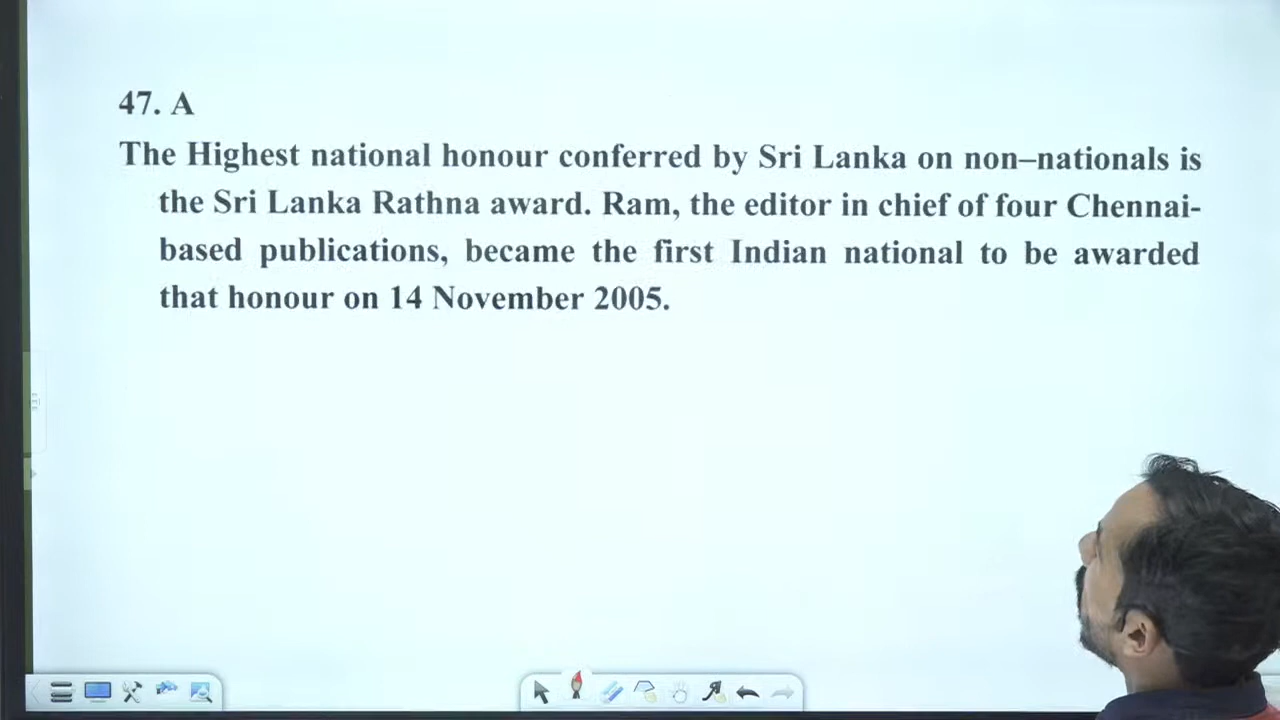 47. A
The Highest national honour conferred by Sri Lanka on non–nationals is
the Sri Lanka Rathna award. Ram, the editor in chief of four Chennai-
based publications, became the first Indian national to be awarded
that honour on 14 November 2005.